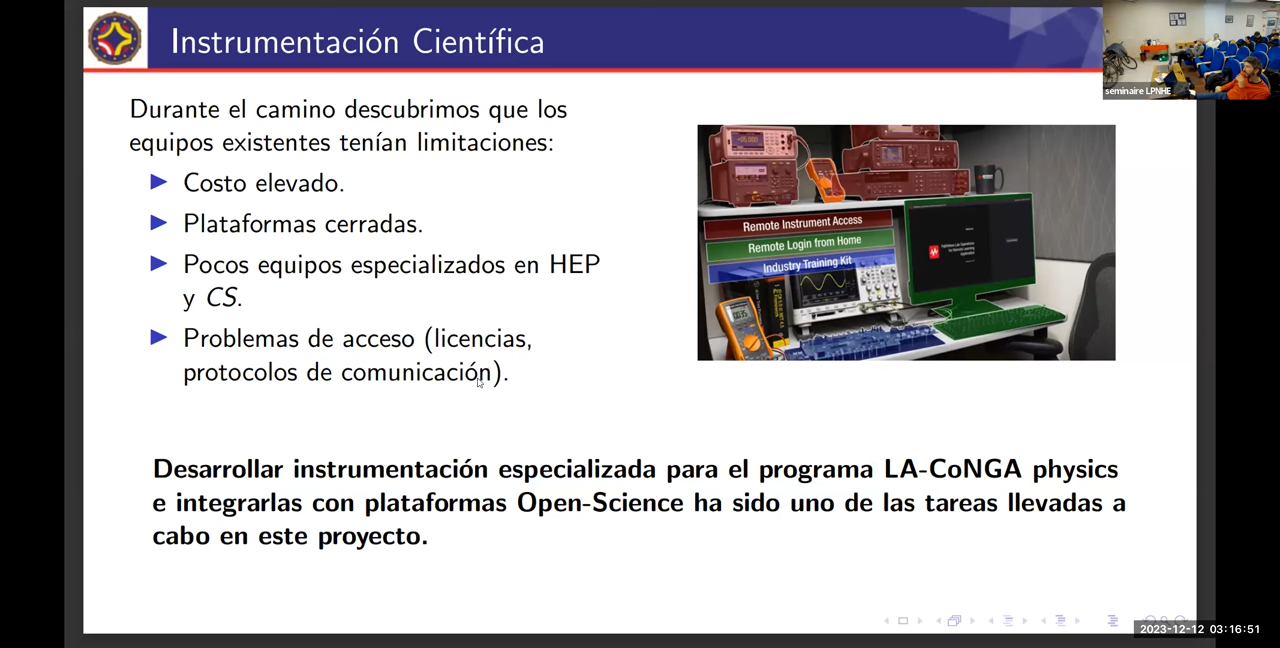 Instrumentación Científica
seminaire LPNHE
Durante el camino descubrimos que los
equipos existentes tenían limitaciones:
Costo elevado.
Plataformas cerradas.
Pocos equipos especializados en HEP
y CS.
Problemas de acceso (licencias,
protocolos de comunicación).
Remote Instrument Access
Remote Login from Home
Industry Training Kit
Desarrollar instrumentación especializada para el programa LA-CoNGA physics
e integrarlas con plataformas Open-Science ha sido uno de las tareas llevadas a
cabo en este proyecto.
2023-12-12 03:16:51